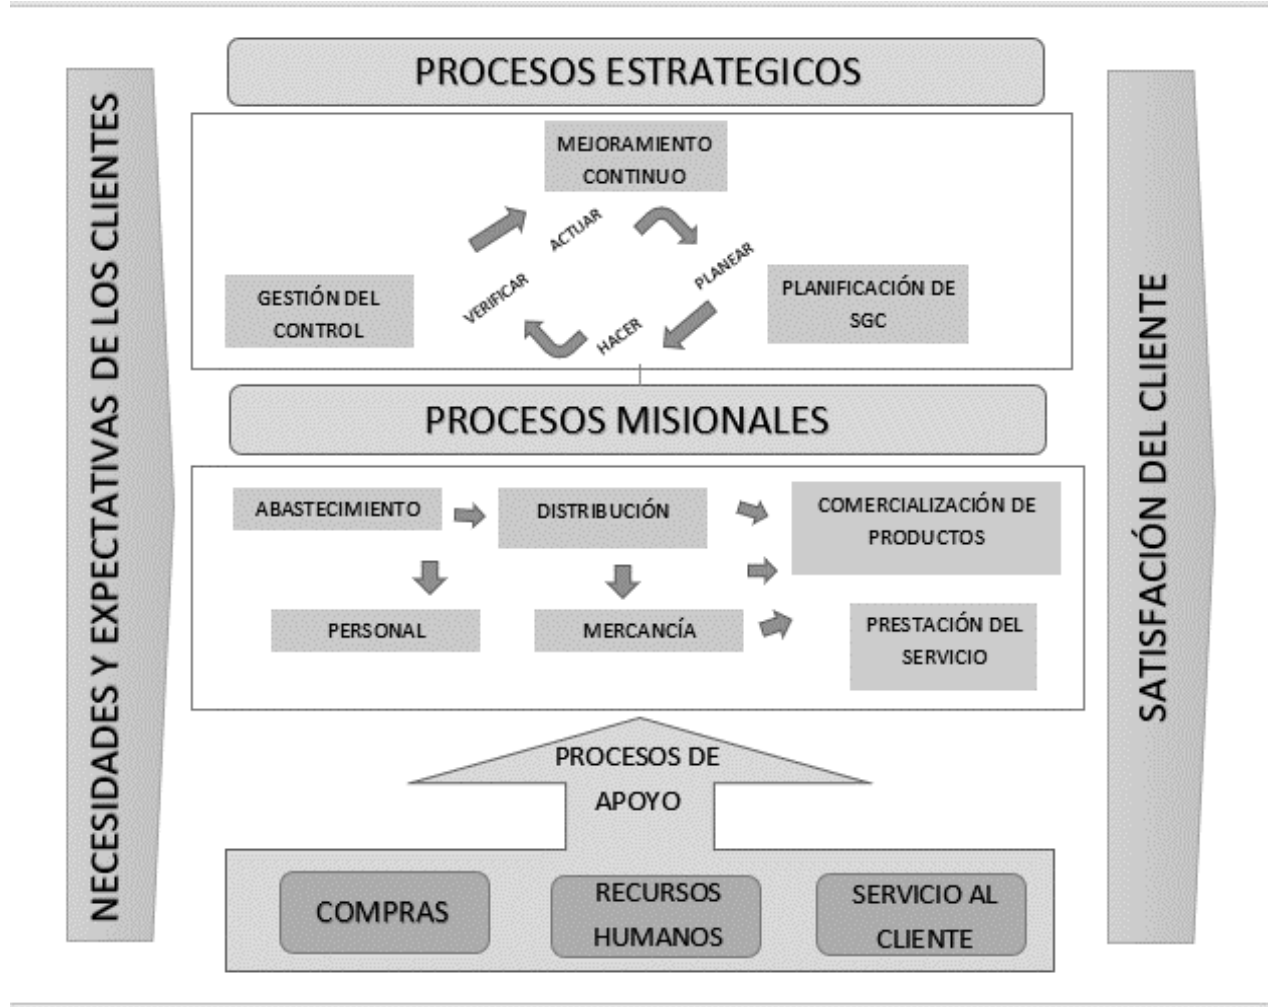 PROCESOS ESTRATEGICOS
NECESIDADES Y EXPECTATIVAS DE LOS CLIENTES
MEJORAMIENTO
CONTINUO
ACTUAR
PLANEAR
VERIFICAR
HACER
GESTIÓN DEL
CONTROL
PLANIFICACIÓN DE
SGC
PROCESOS MISIONALES
ABASTECIMIENTO
DISTRIBUCIÓN
COMERCIALIZACIÓN DE
PRODUCTOS
PERSONAL
MERCANCÍA
PRESTACIÓN DEL
SERVICIO
PROCESOS DE
APOYO
COMPRAS
RECURSOS
HUMANOS
SERVICIO AL
CLIENTE
SATISFACIÓN DEL CLIENTE